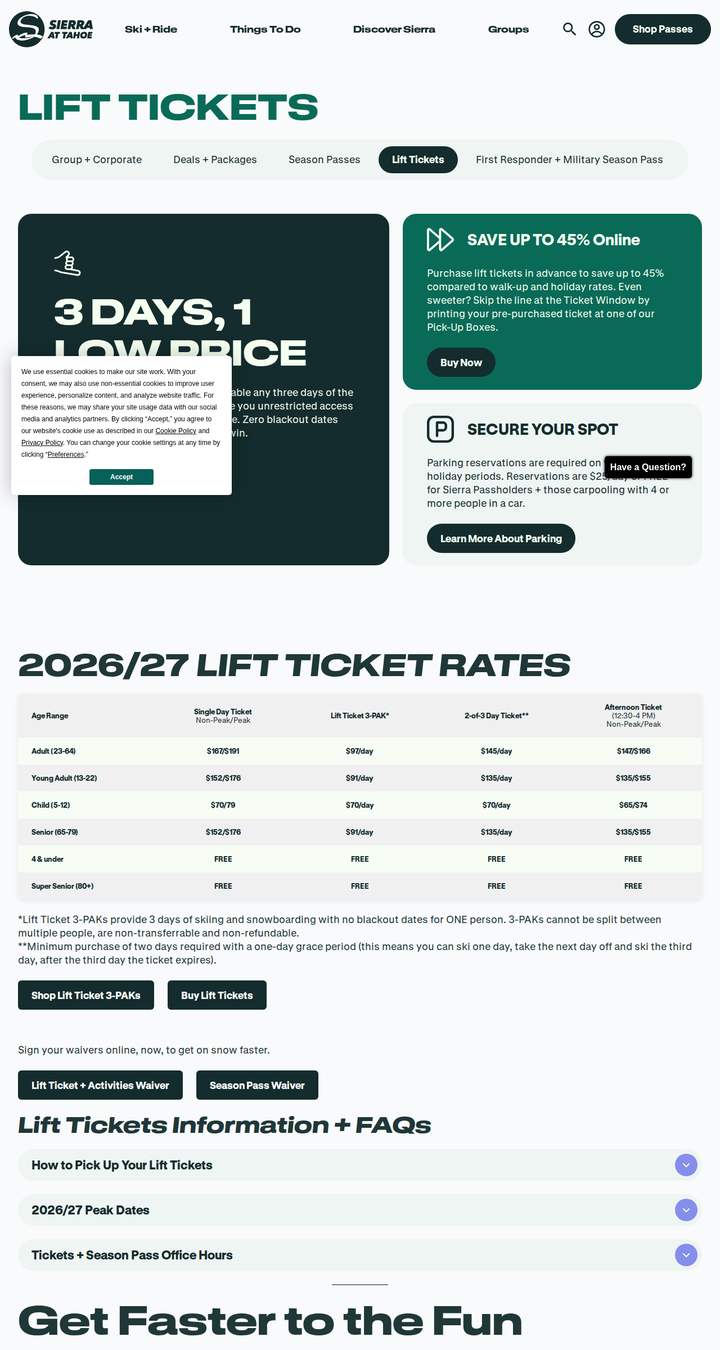 SIERRA
AT TAHOE
Ski + Ride
Things To Do
Discover Sierra
Groups
Shop Passes
LIFT TICKETS
Group + Corporate
Deals + Packages
Season Passes
Lift Tickets
First Responder + Military Season Pass
3 DAYS, 1
LOW PRICE
able any three days of the
you unrestricted access
Zero blackout dates
win.
We use essential cookies to make our site work. With your
consent, we may also use non-essential cookies to improve user
experience, personalize content, and analyze website traffic. For
these reasons, we may share your site usage data with our social
media and analytics partners. By clicking “Accept,” you agree to
our website's cookie use as described in our Cookie Policy and
Privacy Policy. You can change your cookie settings at any time by
clicking “Preferences.”
Accept
SAVE UP TO 45% Online
Purchase lift tickets in advance to save up to 45%
compared to walk-up and holiday rates. Even
sweeter? Skip the line at the Ticket Window by
printing your pre-purchased ticket at one of our
Pick-Up Boxes.
Buy Now
SECURE YOUR SPOT
Parking reservations are required on
holiday periods. Reservations are $25/day or FREE
for Sierra Passholders + those carpooling with 4 or
more people in a car.
Have a Question?
Learn More About Parking
2026/27 LIFT TICKET RATES
Age Range
Single Day Ticket
Non-Peak/Peak
Lift Ticket 3-PAK*
2-of-3 Day Ticket**
Afternoon Ticket
(12:30-4 PM)
Non-Peak/Peak
Adult (23-64) $167/$191 $97/day $145/day $147/$166
Young Adult (13-22) $152/$176 $91/day $135/day $135/$155
Child (5-12) $70/79 $70/day $70/day $65/$74
Senior (65-79) $152/$176 $91/day $135/day $135/$155
4 & under FREE FREE FREE FREE
Super Senior (80+) FREE FREE FREE FREE
*Lift Ticket 3-PAKs provide 3 days of skiing and snowboarding with no blackout dates for ONE person. 3-PAKs cannot be split between
multiple people, are non-transferrable and non-refundable.
**Minimum purchase of two days required with a one-day grace period (this means you can ski one day, take the next day off and ski the third
day, after the third day the ticket expires).
Shop Lift Ticket 3-PAKs
Buy Lift Tickets
Sign your waivers online, now, to get on snow faster.
Lift Ticket + Activities Waiver
Season Pass Waiver
Lift Tickets Information + FAQs
How to Pick Up Your Lift Tickets
2026/27 Peak Dates
Tickets + Season Pass Office Hours
Get Faster to the Fun